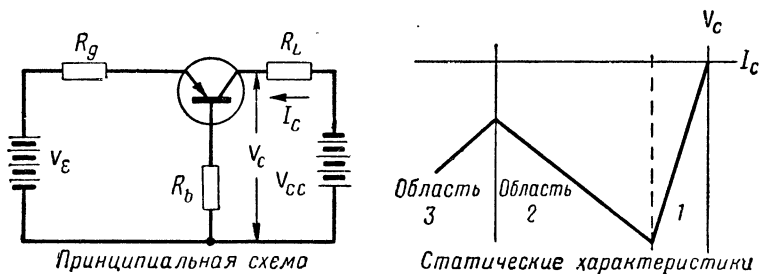 R_g
R_L
I_c
V_ε
V_c
R_b
V_cc
Принципиальная схема
V_c
I_c
Область
3
Область
2
1
Статические характеристики